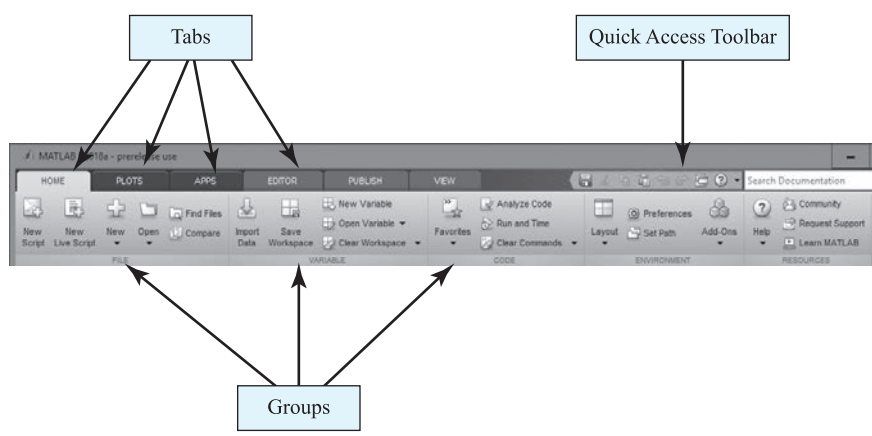 Tabs
Quick Access Toolbar
MATLAB 18a - prerelease use
HOME PLOTS APPS EDITOR PUBLISH VIEW
Search Documentation
New Script
New Live Script
New
Open
Find Files
Compare
Import Data
Save Workspace
New Variable
Open Variable
Clear Workspace
Favorites
Analyze Code
Run and Time
Clear Commands
Layout
Preferences
Set Path
Add-Ons
Help
Community
Request Support
Learn MATLAB
FILE VARIABLE CODE ENVIRONMENT RESOURCES
Groups